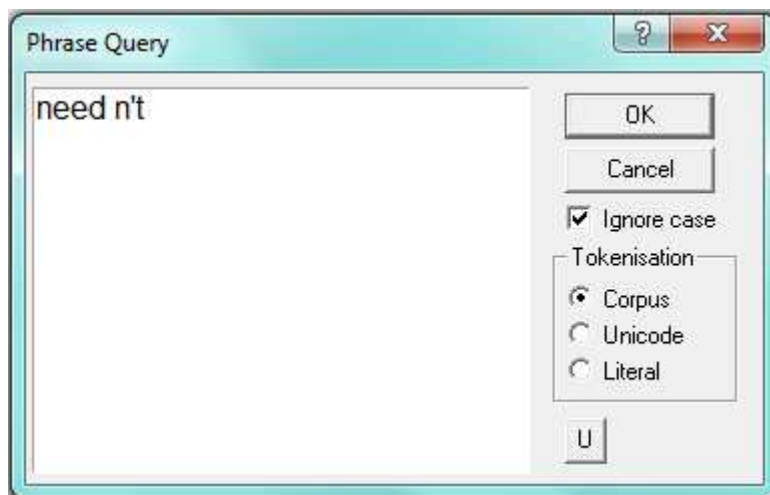 Phrase Query
?
need n't
OK
Cancel
Ignore case
Tokenisation
Corpus
Unicode
Literal
U